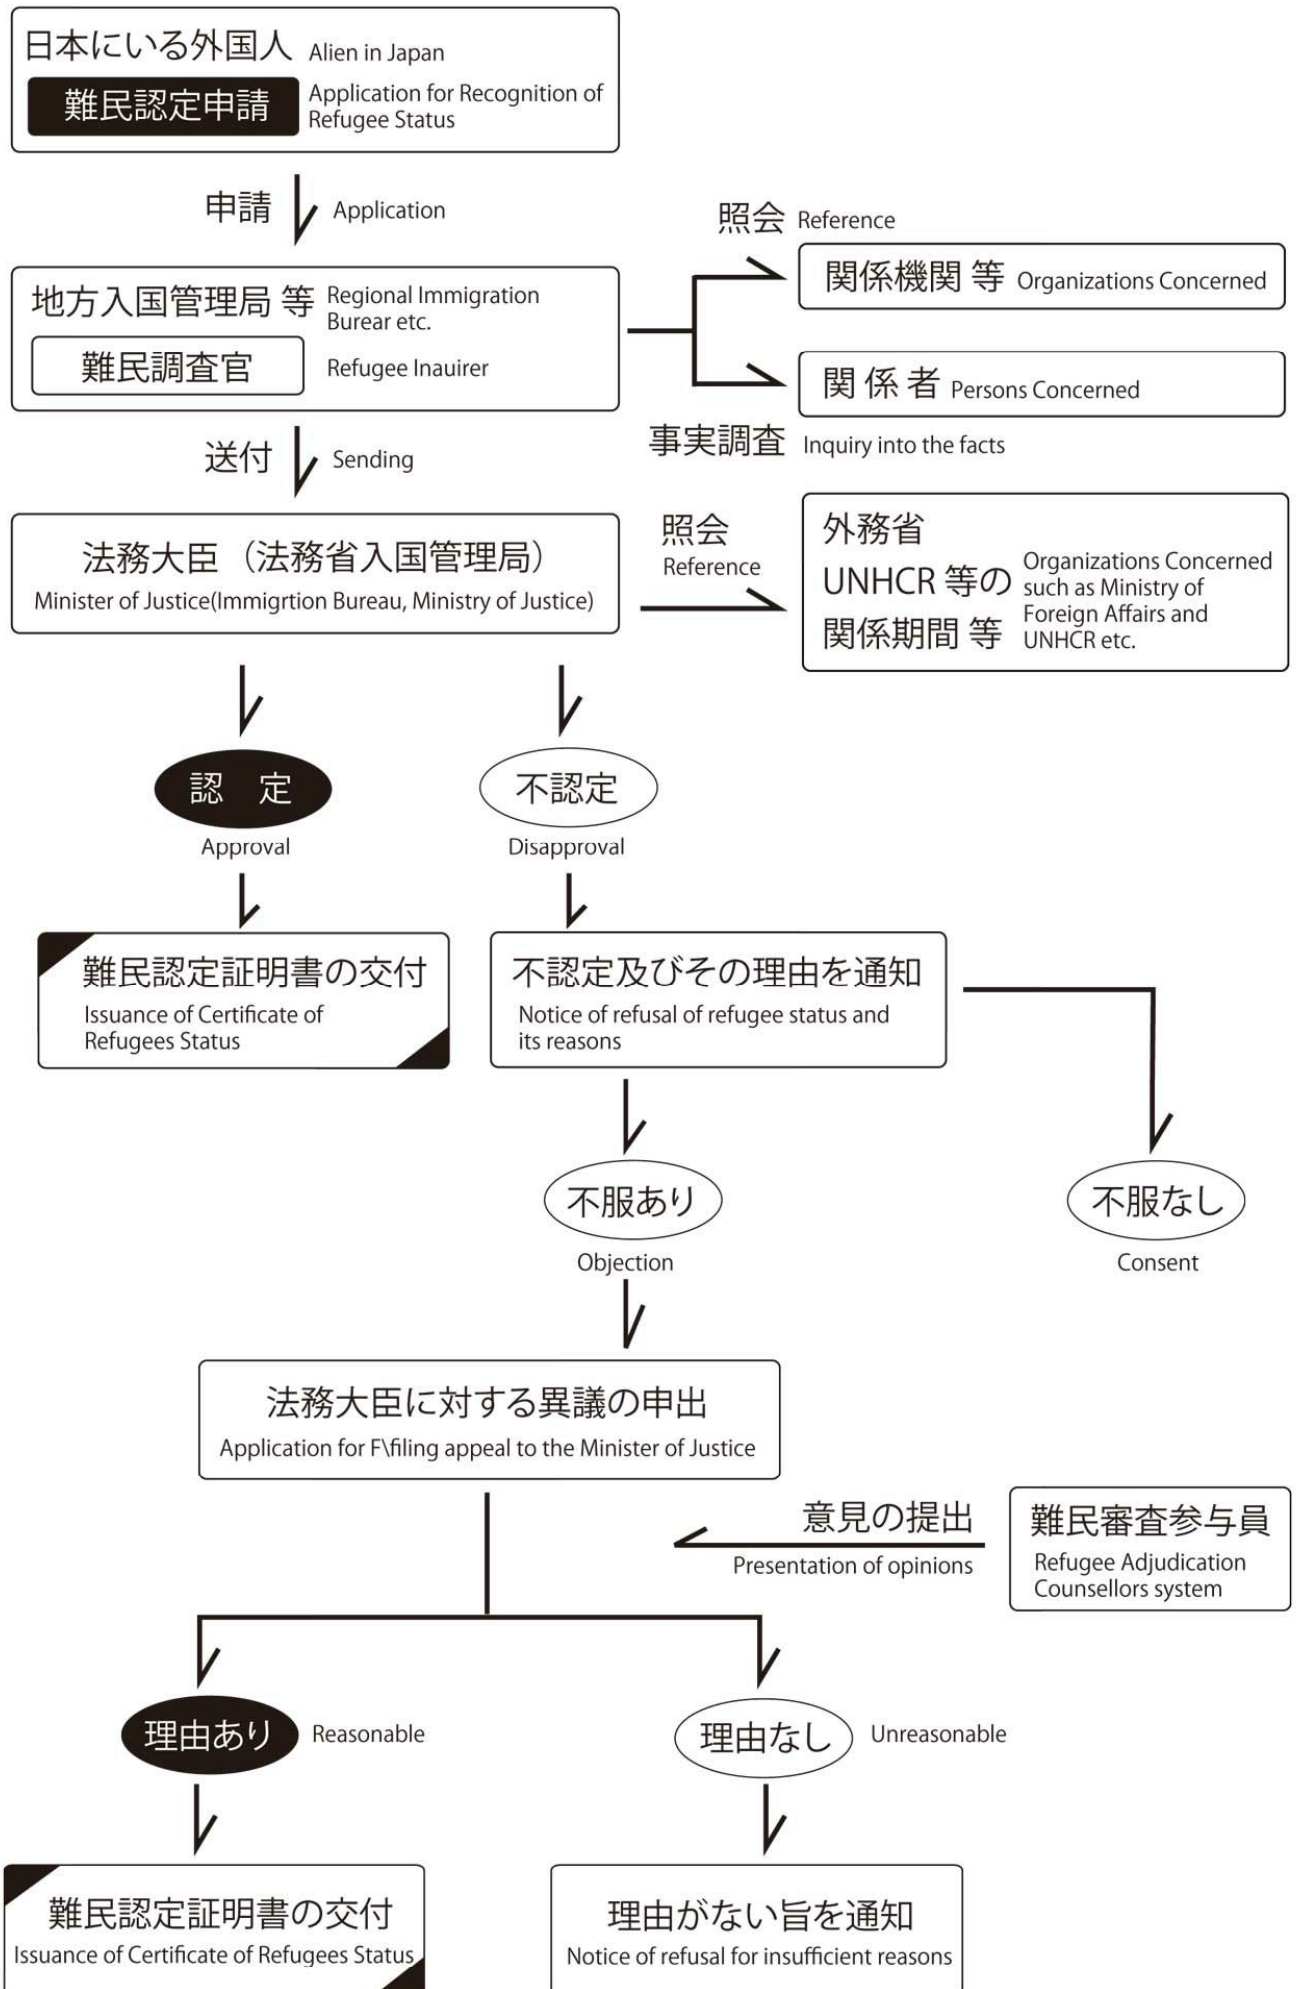 日本にいる外国人 Alien in Japan
難民認定申請
Application for Recognition of
Refugee Status
申請 Application
照会 Reference
関係機関 等 Organizations Concerned
地方入国管理局 等
Regional Immigration
Burear etc.
難民調査官 Refugee Inauirer
関 係 者 Persons Concerned
事実調査 Inquiry into the facts
送付 Sending
法務大臣（法務省入国管理局）
Minister of Justice(Immigrtion Bureau, Ministry of Justice)
照会
Reference
外務省
UNHCR 等の
関係期間 等
Organizations Concerned
such as Ministry of
Foreign Affairs and
UNHCR etc.
認　定
Approval
不認定
Disapproval
難民認定証明書の交付
Issuance of Certificate of
Refugees Status
不認定及びその理由を通知
Notice of refusal of refugee status and
its reasons
不服あり
Objection
不服なし
Consent
法務大臣に対する異議の申出
Application for F\filing appeal to the Minister of Justice
意見の提出
Presentation of opinions
難民審査参与員
Refugee Adjudication
Counsellors system
理由あり Reasonable
理由なし Unreasonable
難民認定証明書の交付
Issuance of Certificate of Refugees Status
理由がない旨を通知
Notice of refusal for insufficient reasons